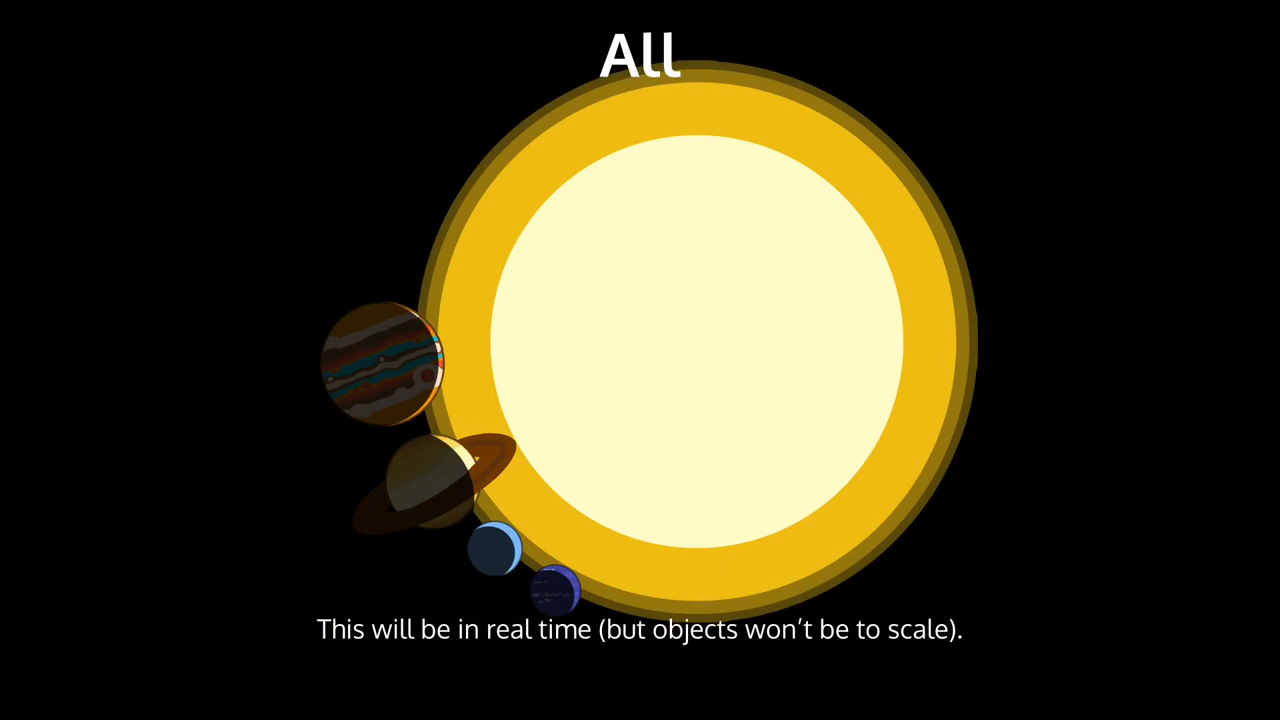 All
This will be in real time (but objects won’t be to scale).